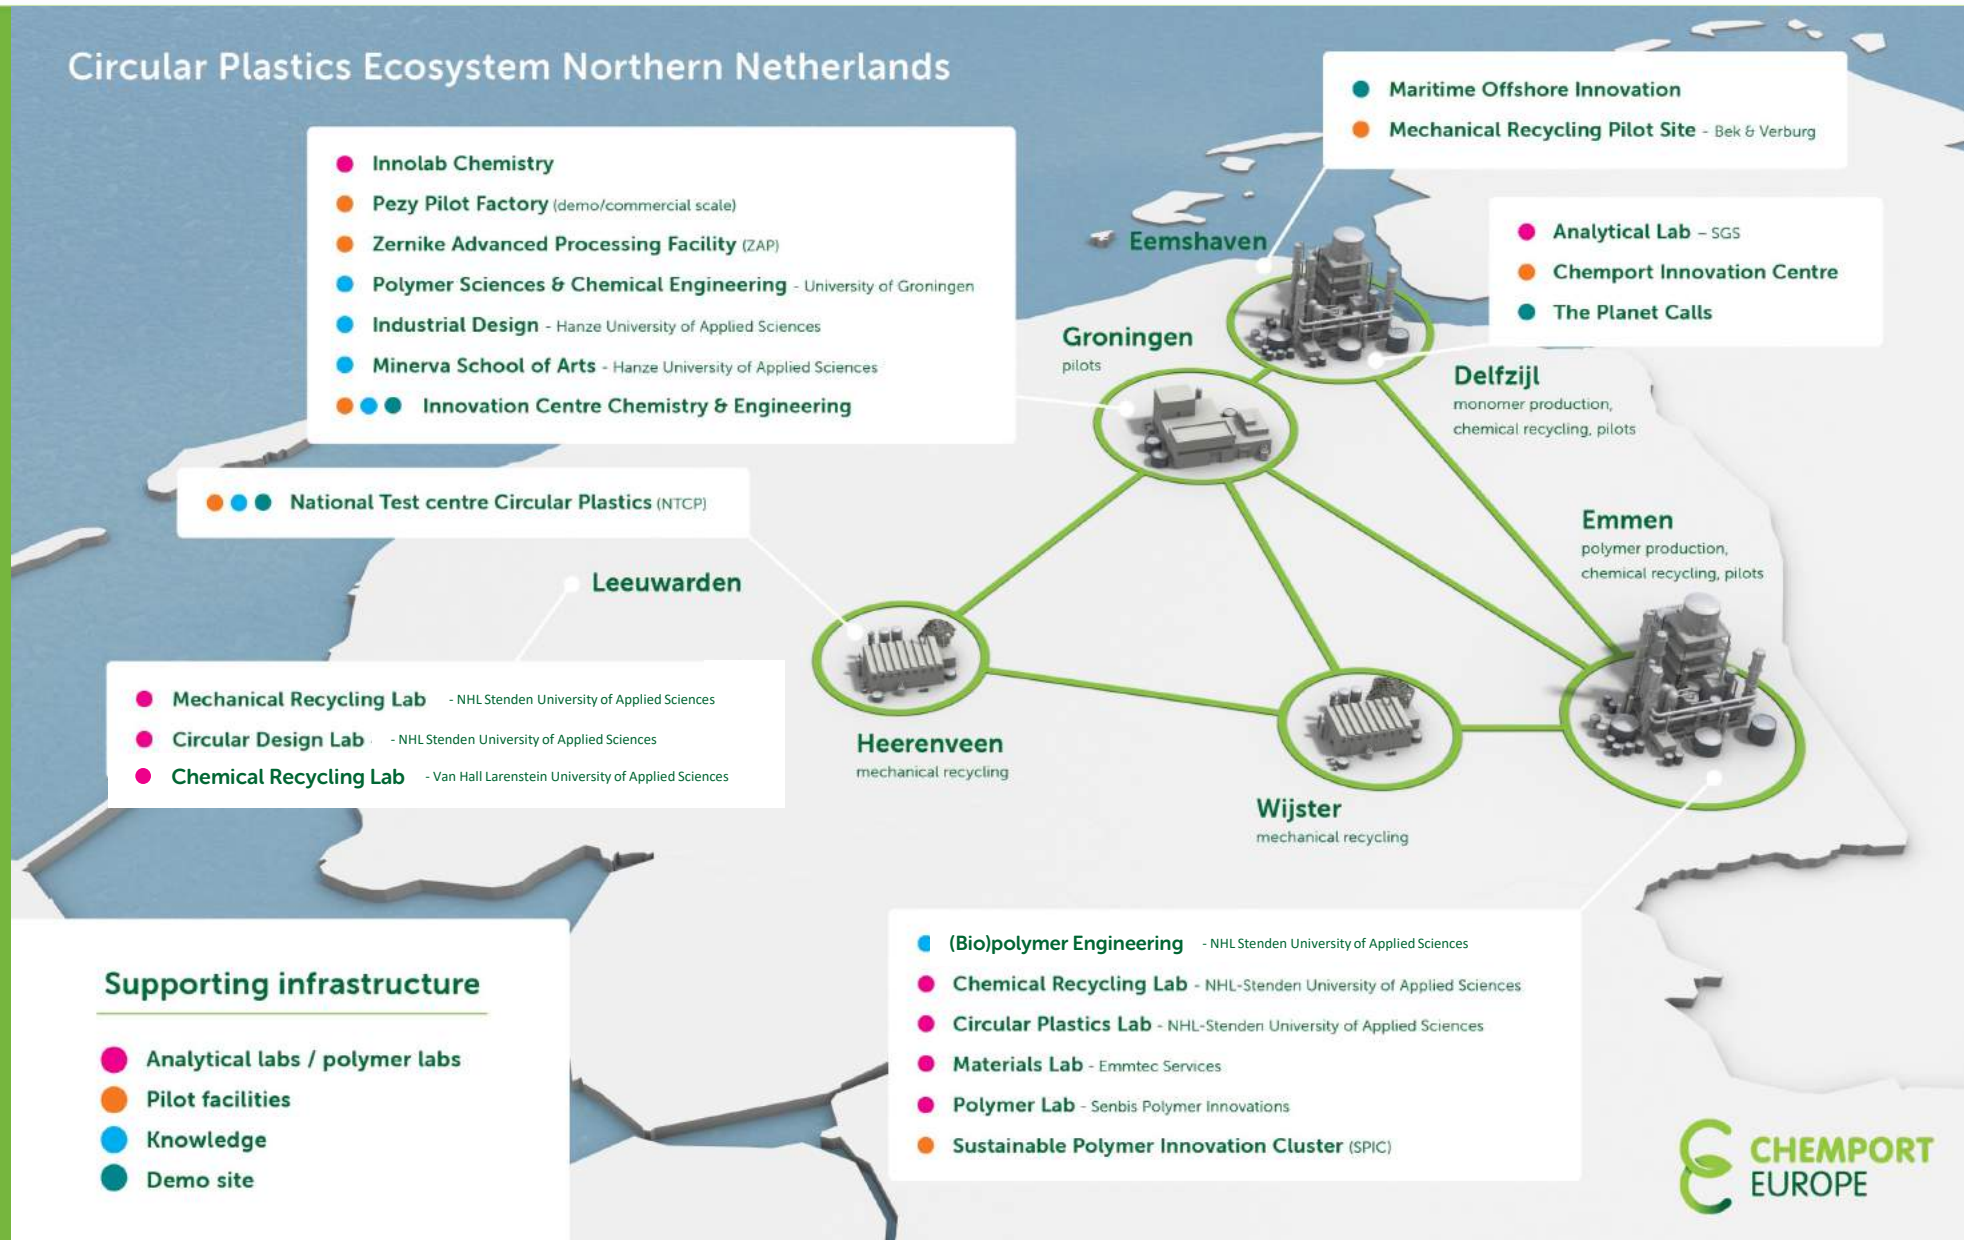 Circular Plastics Ecosystem Northern Netherlands
Maritime Offshore Innovation
Mechanical Recycling Pilot Site - Bek & Verburg
Innolab Chemistry
Pezy Pilot Factory (demo/commercial scale)
Zernike Advanced Processing Facility (ZAP)
Polymer Sciences & Chemical Engineering - University of Groningen
Industrial Design - Hanze University of Applied Sciences
Minerva School of Arts - Hanze University of Applied Sciences
Innovation Centre Chemistry & Engineering
Eemshaven
Analytical Lab – SGS
Chemport Innovation Centre
The Planet Calls
Groningen
pilots
Delfzijl
monomer production,
chemical recycling, pilots
National Test centre Circular Plastics (NTCP)
Leeuwarden
Emmen
polymer production,
chemical recycling, pilots
Mechanical Recycling Lab - NHL Stenden University of Applied Sciences
Circular Design Lab - NHL Stenden University of Applied Sciences
Chemical Recycling Lab - Van Hall Larenstein University of Applied Sciences
Heerenveen
mechanical recycling
Wijster
mechanical recycling
(Bio)polymer Engineering - NHL Stenden University of Applied Sciences
Chemical Recycling Lab - NHL-Stenden University of Applied Sciences
Circular Plastics Lab - NHL-Stenden University of Applied Sciences
Materials Lab - Emmtec Services
Polymer Lab - Senbis Polymer Innovations
Sustainable Polymer Innovation Cluster (SPIC)
Supporting infrastructure
Analytical labs / polymer labs
Pilot facilities
Knowledge
Demo site
CHEMPORT
EUROPE